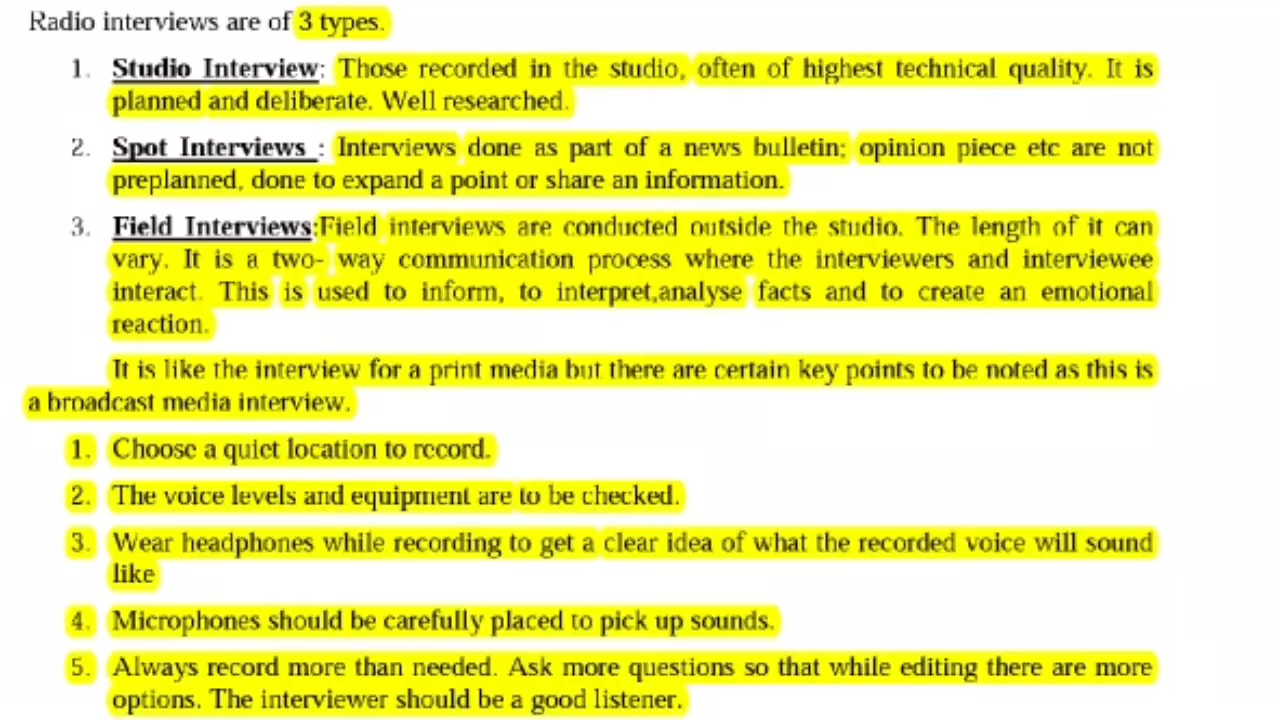 Radio interviews are of 3 types.
1. Studio Interview: Those recorded in the studio, often of highest technical quality. It is
planned and deliberate. Well researched.
2. Spot Interviews : Interviews done as part of a news bulletin; opinion piece etc are not
preplanned, done to expand a point or share an information.
3. Field Interviews:Field interviews are conducted outside the studio. The length of it can
vary. It is a two- way communication process where the interviewers and interviewee
interact. This is used to inform, to interpret,analyse facts and to create an emotional
reaction.
It is like the interview for a print media but there are certain key points to be noted as this is
a broadcast media interview.
1. Choose a quiet location to record.
2. The voice levels and equipment are to be checked.
3. Wear headphones while recording to get a clear idea of what the recorded voice will sound
like
4. Microphones should be carefully placed to pick up sounds.
5. Always record more than needed. Ask more questions so that while editing there are more
options. The interviewer should be a good listener.